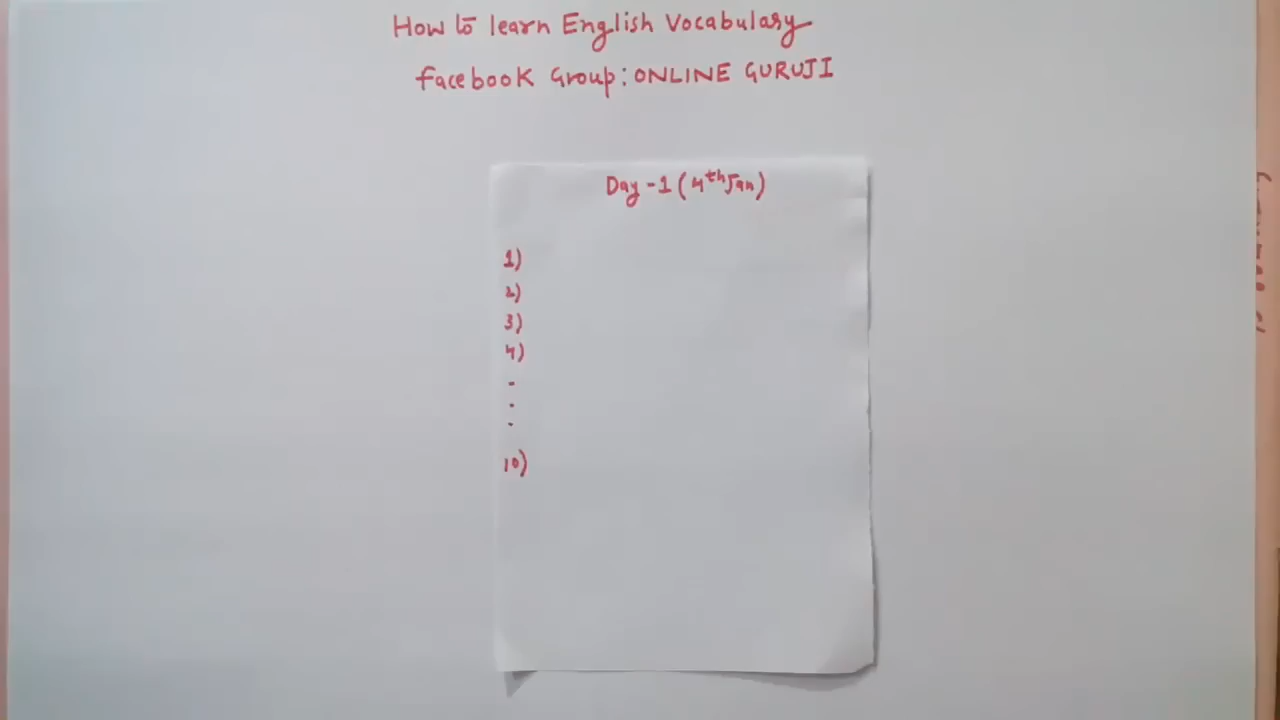 How to learn English Vocabulary
facebook Group: ONLINE GURUJI
Day -1 (4th Jan)
1)
2)
3)
4)
.
.
.
10)